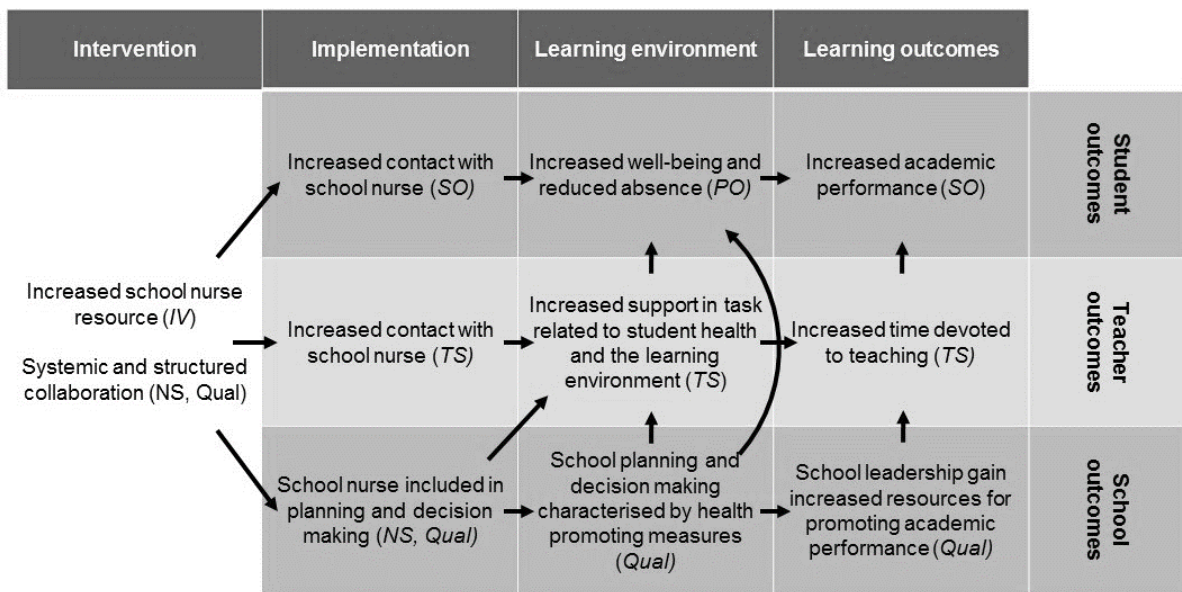 Intervention
Implementation
Learning environment
Learning outcomes
Increased contact with
school nurse (SO)
Increased well-being and
reduced absence (PO)
Increased academic
performance (SO)
Student
outcomes
Increased school nurse
resource (IV)
Systemic and structured
collaboration (NS, Qual)
Increased contact with
school nurse (TS)
Increased support in task
related to student health
and the learning
environment (TS)
Increased time devoted
to teaching (TS)
Teacher
outcomes
School nurse included in
planning and decision
making (NS, Qual)
School planning and
decision making
characterised by health
promoting measures
(Qual)
School leadership gain
increased resources for
promoting academic
performance (Qual)
School
outcomes